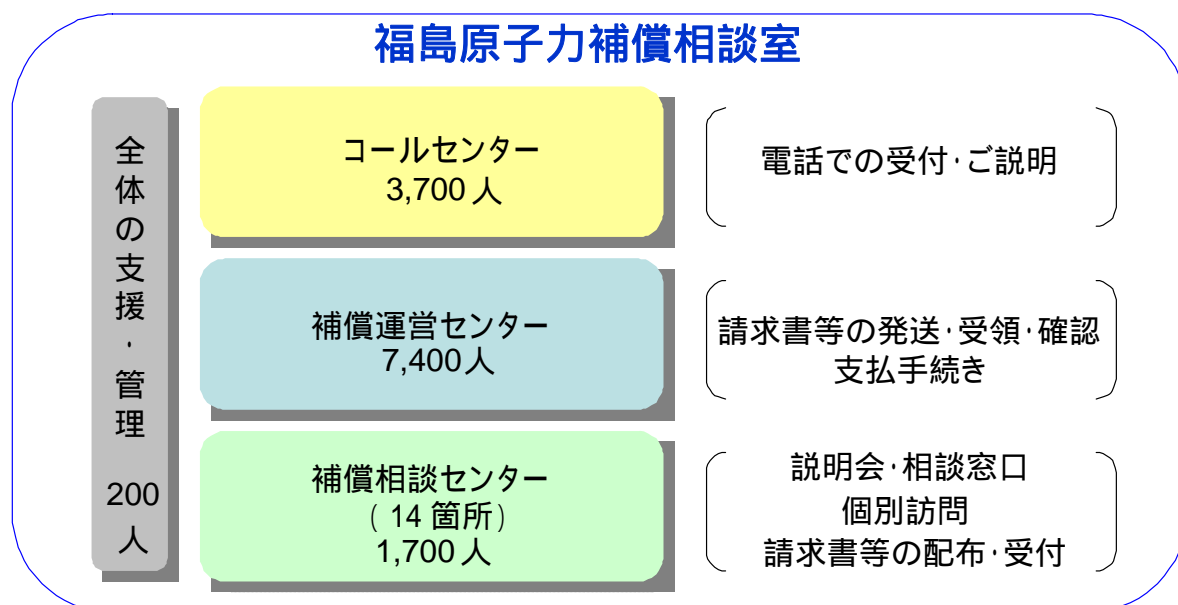 福島原子力補償相談室
全体の支援・管理 200人
コールセンター
3,700人
電話での受付・ご説明
補償運営センター
7,400人
請求書等の発送・受領・確認
支払手続き
補償相談センター
(14箇所)
1,700人
説明会・相談窓口
個別訪問
請求書等の配布・受付